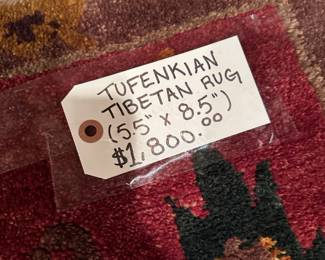 TUFENKIAN
TIBETAN RUG
(5.5" x 8.5")
$1,800.00